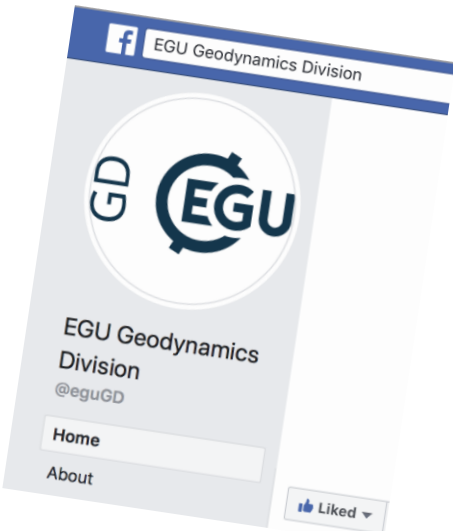 f EGU Geodynamics Division
GD EGU
EGU Geodynamics
Division
@eguGD
Home
About
Liked